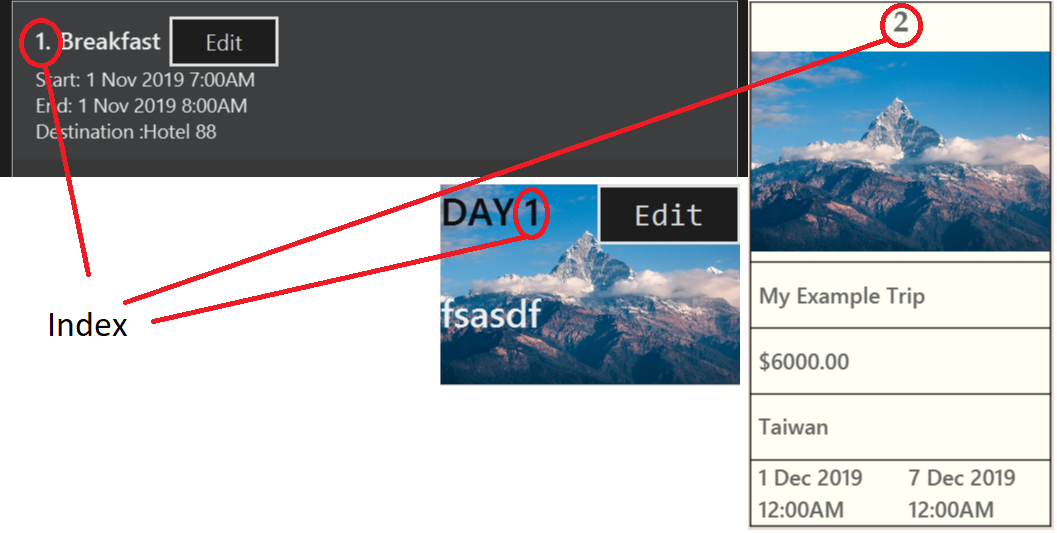 1. Breakfast Edit
Start: 1 Nov 2019 7:00AM
End: 1 Nov 2019 8:00AM
Destination :Hotel 88
DAY 1 Edit
fsasdf
Index
2
My Example Trip
$6000.00
Taiwan
1 Dec 2019 7 Dec 2019
12:00AM 12:00AM